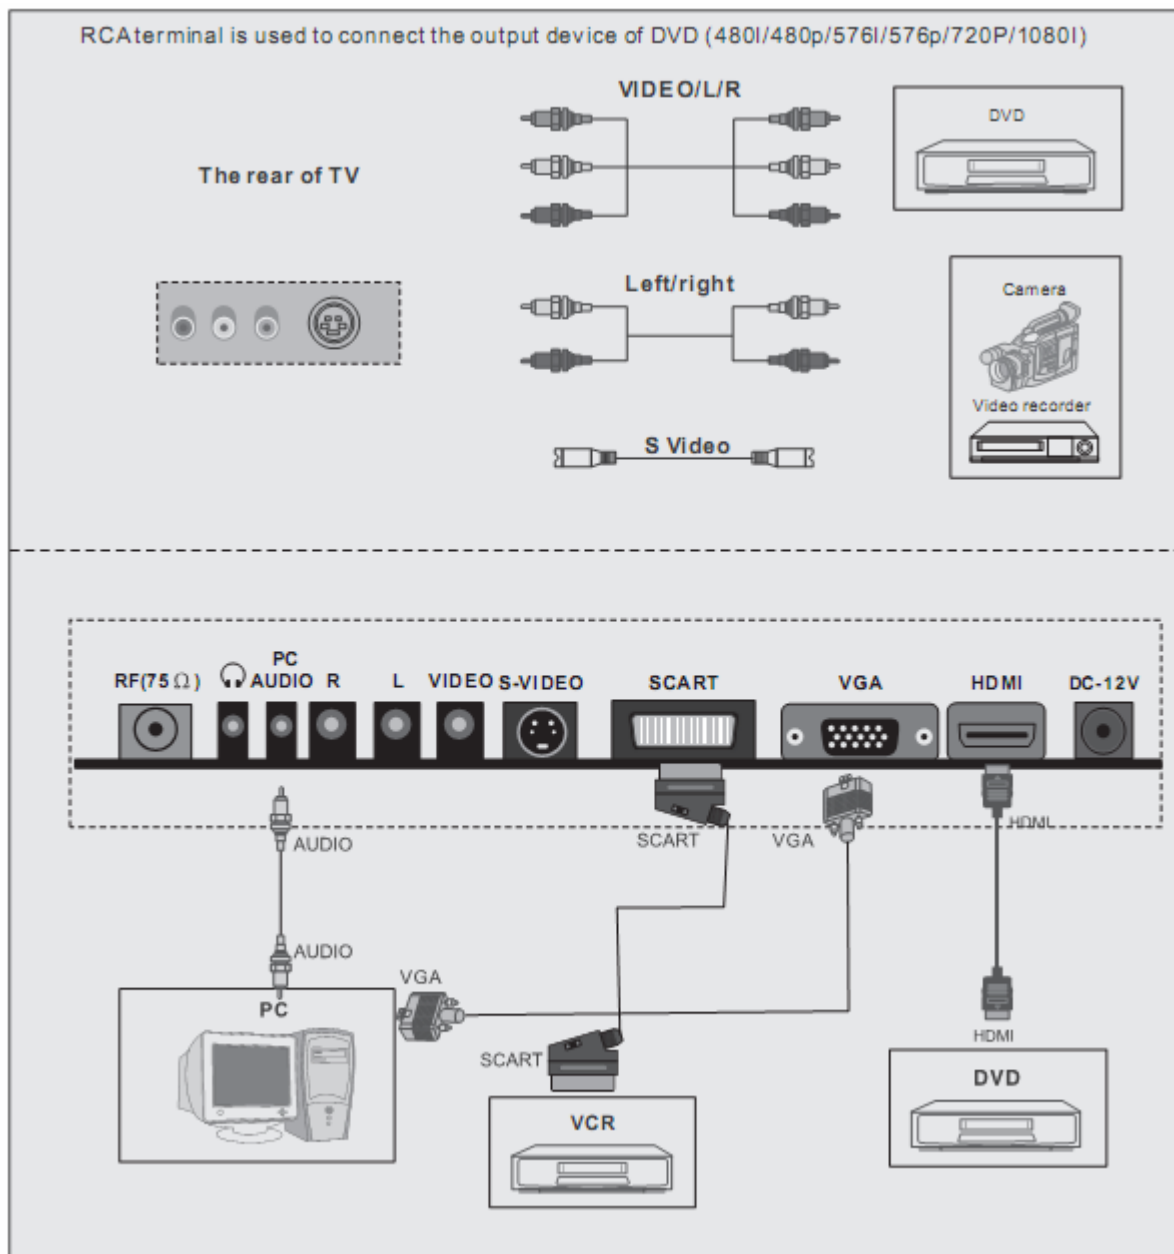 RCA terminal is used to connect the output device of DVD (480I/480p/576I/576p/720P/1080I)
VIDEO/L/R
DVD
The rear of TV
Left/right
Camera
Video recorder
S Video
PC
RF(75Ω) AUDIO R L VIDEO S-VIDEO SCART VGA HDMI DC-12V
HDMI
AUDIO SCART VGA
AUDIO
VGA
PC
HDMI
SCART
DVD
VCR